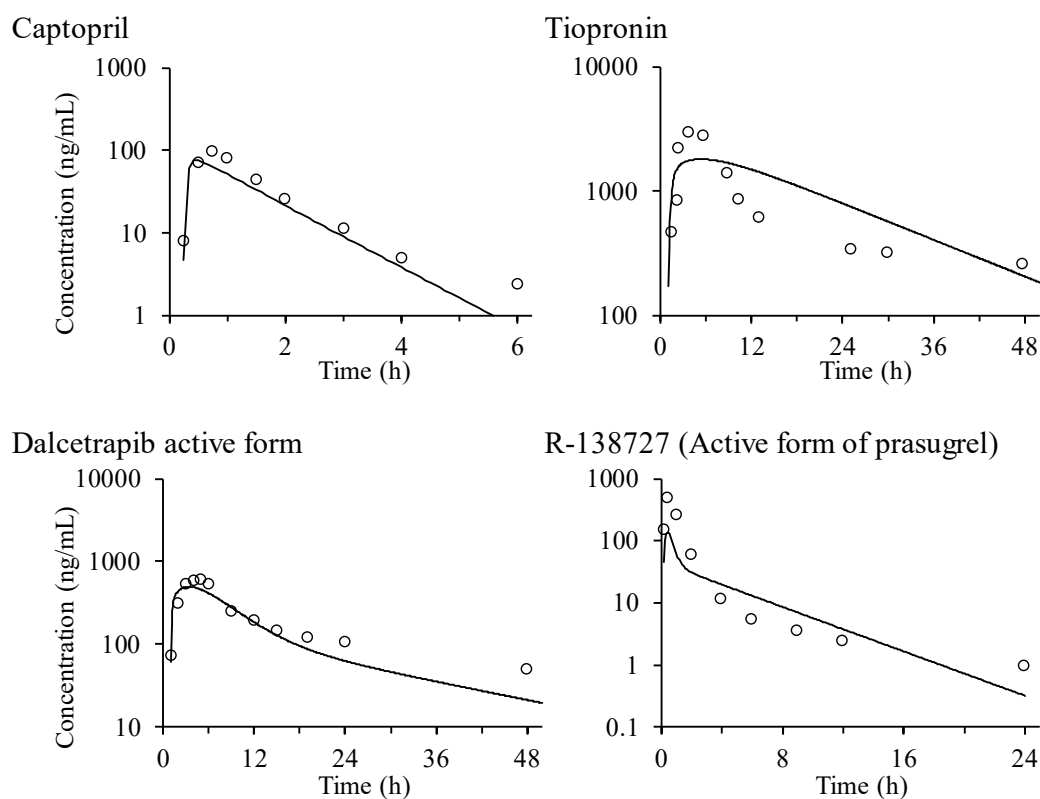 Captopril
Concentration (ng/mL)
1000
100
10
1
0 2 4 6
Time (h)
Tiopronin
10000
1000
100
0 12 24 36 48
Time (h)
Dalcetrapib active form
Concentration (ng/mL)
10000
1000
100
10
0 12 24 36 48
Time (h)
R-138727 (Active form of prasugrel)
1000
100
10
1
0.1
0 8 16 24
Time (h)